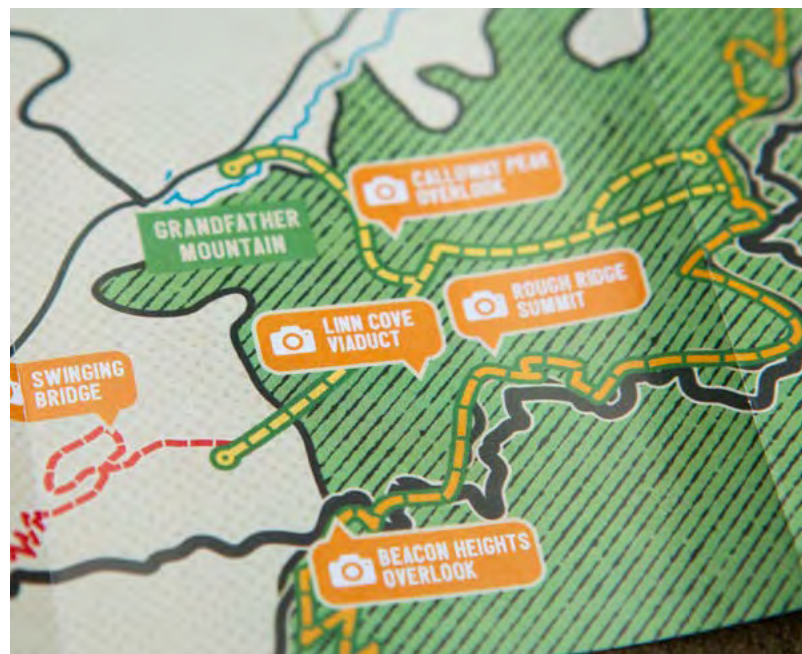 CALLOWAY PEAK
OVERLOOK
GRANDFATHER
MOUNTAIN
ROUGH RIDGE
SUMMIT
LINN COVE
VIADUCT
SWINGING
BRIDGE
BEACON HEIGHTS
OVERLOOK